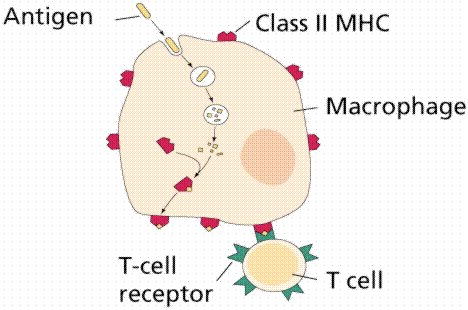 Antigen
Class II MHC
Macrophage
T-cell
receptor
T cell